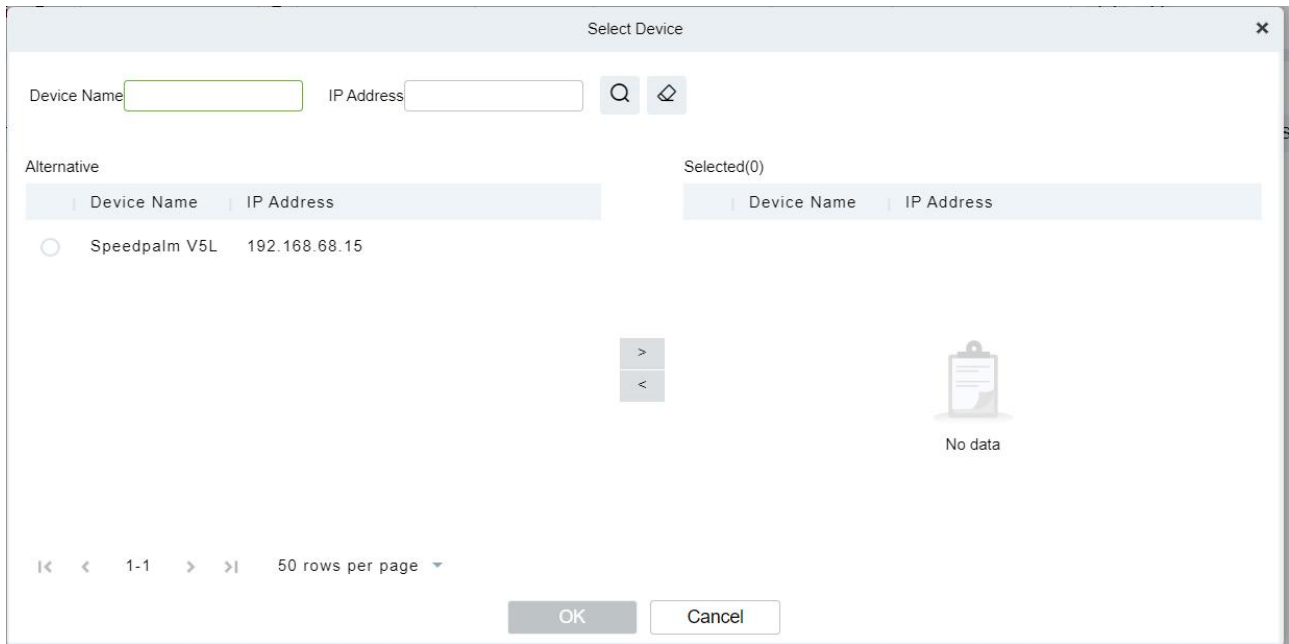 Select Device ×
Device Name IP Address
Alternative Selected(0)
Device Name IP Address Device Name IP Address
Speedpalm V5L 192.168.68.15
>
<
No data
|< < 1-1 > >| 50 rows per page
OK Cancel